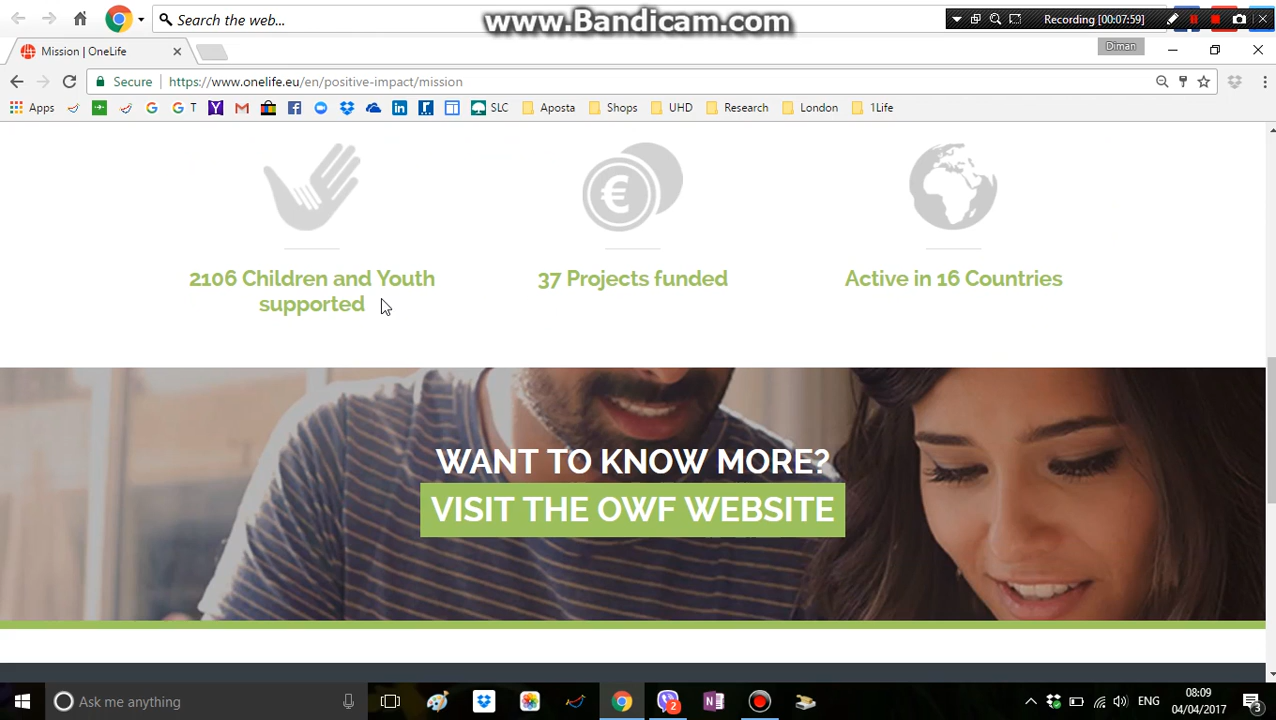 Search the web...
www.Bandicam.com
Recording [00:07:59]
Mission | OneLife
Diman
Secure
https://www.onelife.eu/en/positive-impact/mission
Apps
T
SLC
Aposta
Shops
UHD
Research
London
1Life
2106 Children and Youth
supported
37 Projects funded
Active in 16 Countries
WANT TO KNOW MORE?
VISIT THE OWF WEBSITE
Ask me anything
2
ENG
08:09
04/04/2017
3